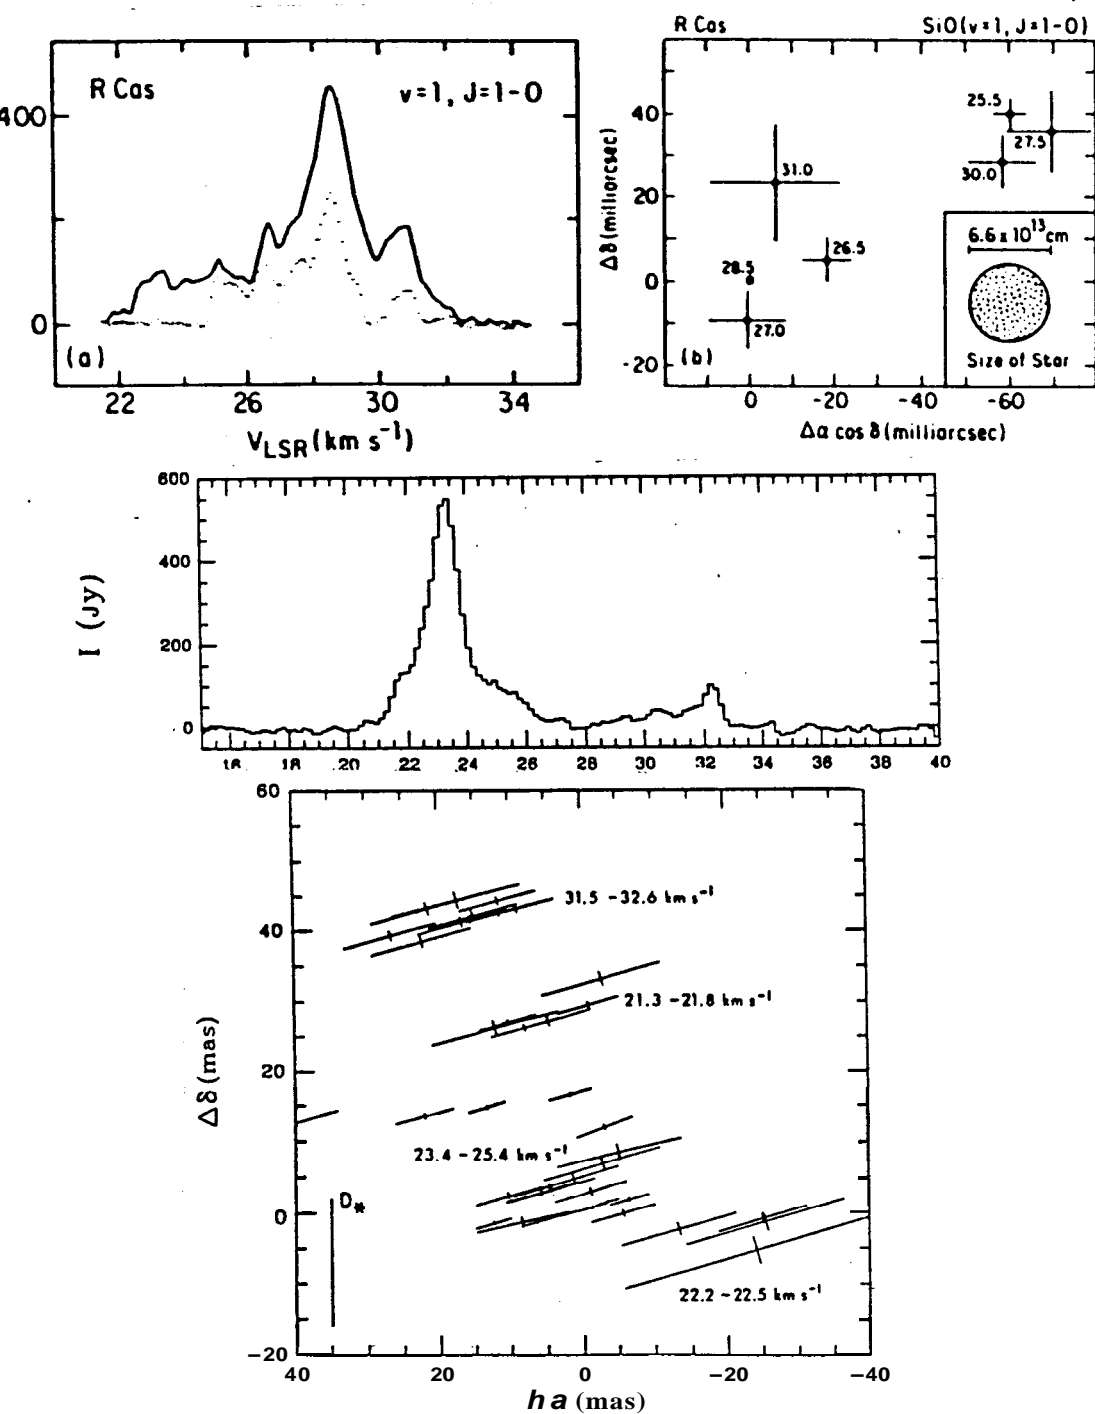 R Cas
v=1, J=1-0
400
0
(a)
22 26 30 34
V_LSR (km s⁻¹)
R Cas
SiO(v=1, J=1-0)
Δδ (milliarcsec)
40
20
0
-20
25.5
27.5
30.0
31.0
26.5
28.5
27.0
6.6 x 10¹³cm
Size of Star
(b)
0 -20 -40 -60
Δα cos δ (milliarcsec)
I (Jy)
600
400
200
0
16 18 20 22 24 26 28 30 32 34 36 38 40
Δδ (mas)
60
40
20
0
-20
31.5 - 32.6 km s⁻¹
21.3 - 21.8 km s⁻¹
23.4 - 25.4 km s⁻¹
D*
22.2 - 22.5 km s⁻¹
40 20 0 -20 -40
ha (mas)